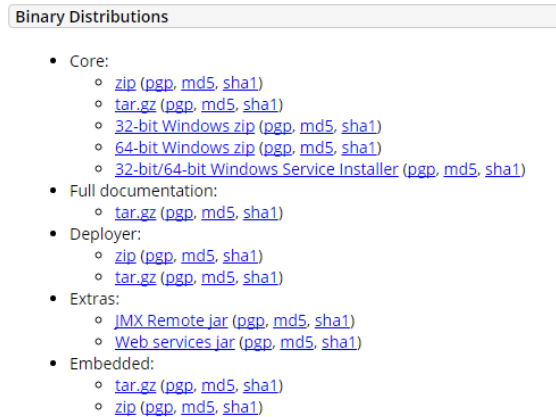 Binary Distributions
Core:
zip (pgp, md5, sha1)
tar.gz (pgp, md5, sha1)
32-bit Windows zip (pgp, md5, sha1)
64-bit Windows zip (pgp, md5, sha1)
32-bit/64-bit Windows Service Installer (pgp, md5, sha1)
Full documentation:
tar.gz (pgp, md5, sha1)
Deployer:
zip (pgp, md5, sha1)
tar.gz (pgp, md5, sha1)
Extras:
JMX Remote jar (pgp, md5, sha1)
Web services jar (pgp, md5, sha1)
Embedded:
tar.gz (pgp, md5, sha1)
zip (pgp, md5, sha1)